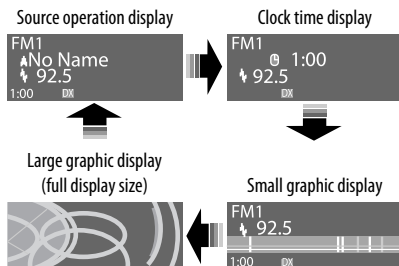 Source operation display
FM1
No Name
92.5
1:00 DX
Clock time display
FM1
1:00
92.5
DX
Large graphic display
(full display size)
Small graphic display
FM1
92.5
1:00 DX